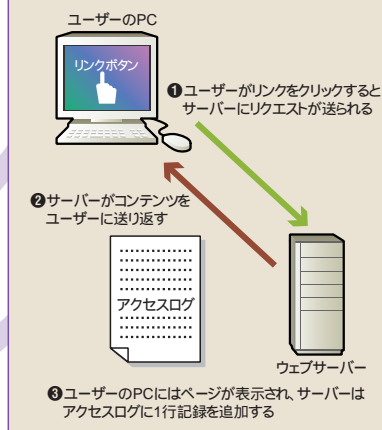 ユーザーのPC
リンクボタン
❶ユーザーがリンクをクリックすると
サーバーにリクエストが送られる
❷サーバーがコンテンツを
ユーザーに送り返す
アクセスログ
ウェブサーバー
❸ユーザーのPCにはページが表示され、サーバーは
アクセスログに1行記録を追加する